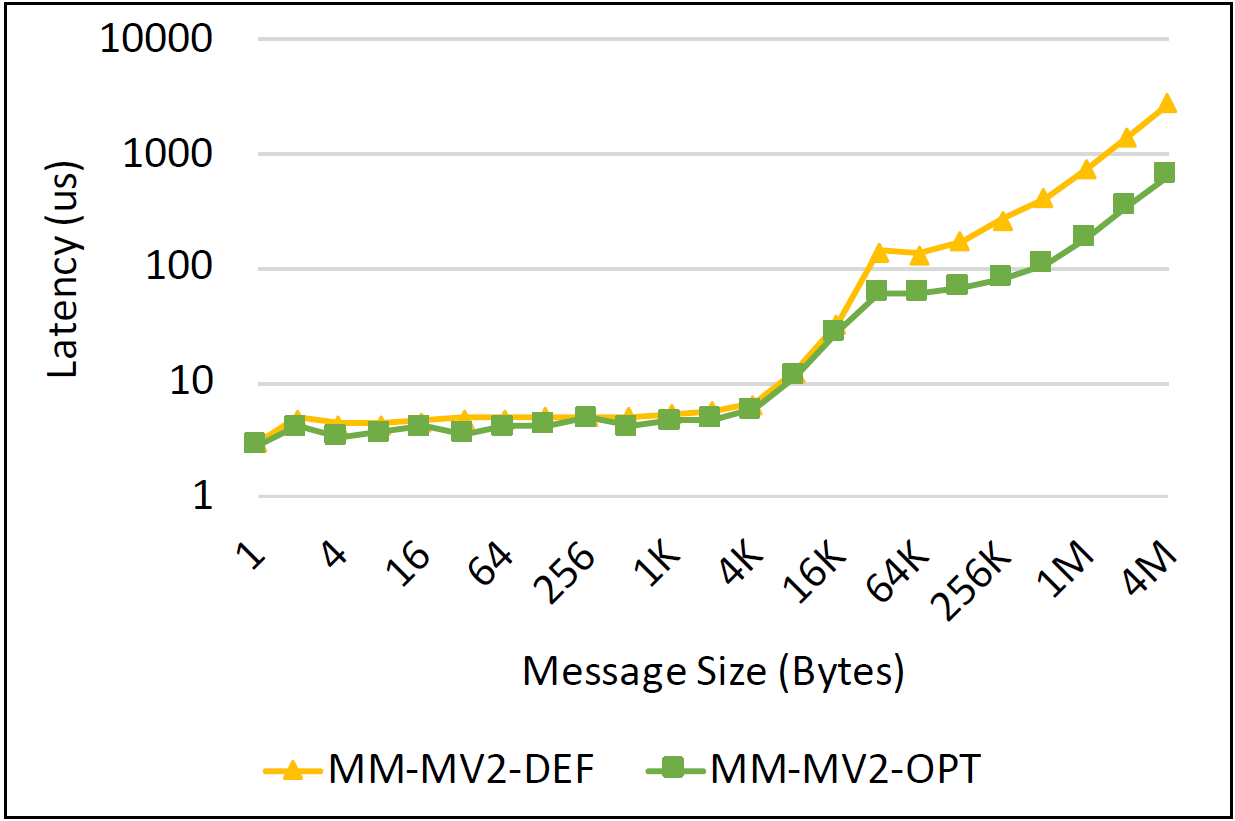 10000
1000
100
10
1
Latency (us)
1 4 16 64 256 1K 4K 16K 64K 256K 1M 4M
Message Size (Bytes)
MM-MV2-DEF MM-MV2-OPT